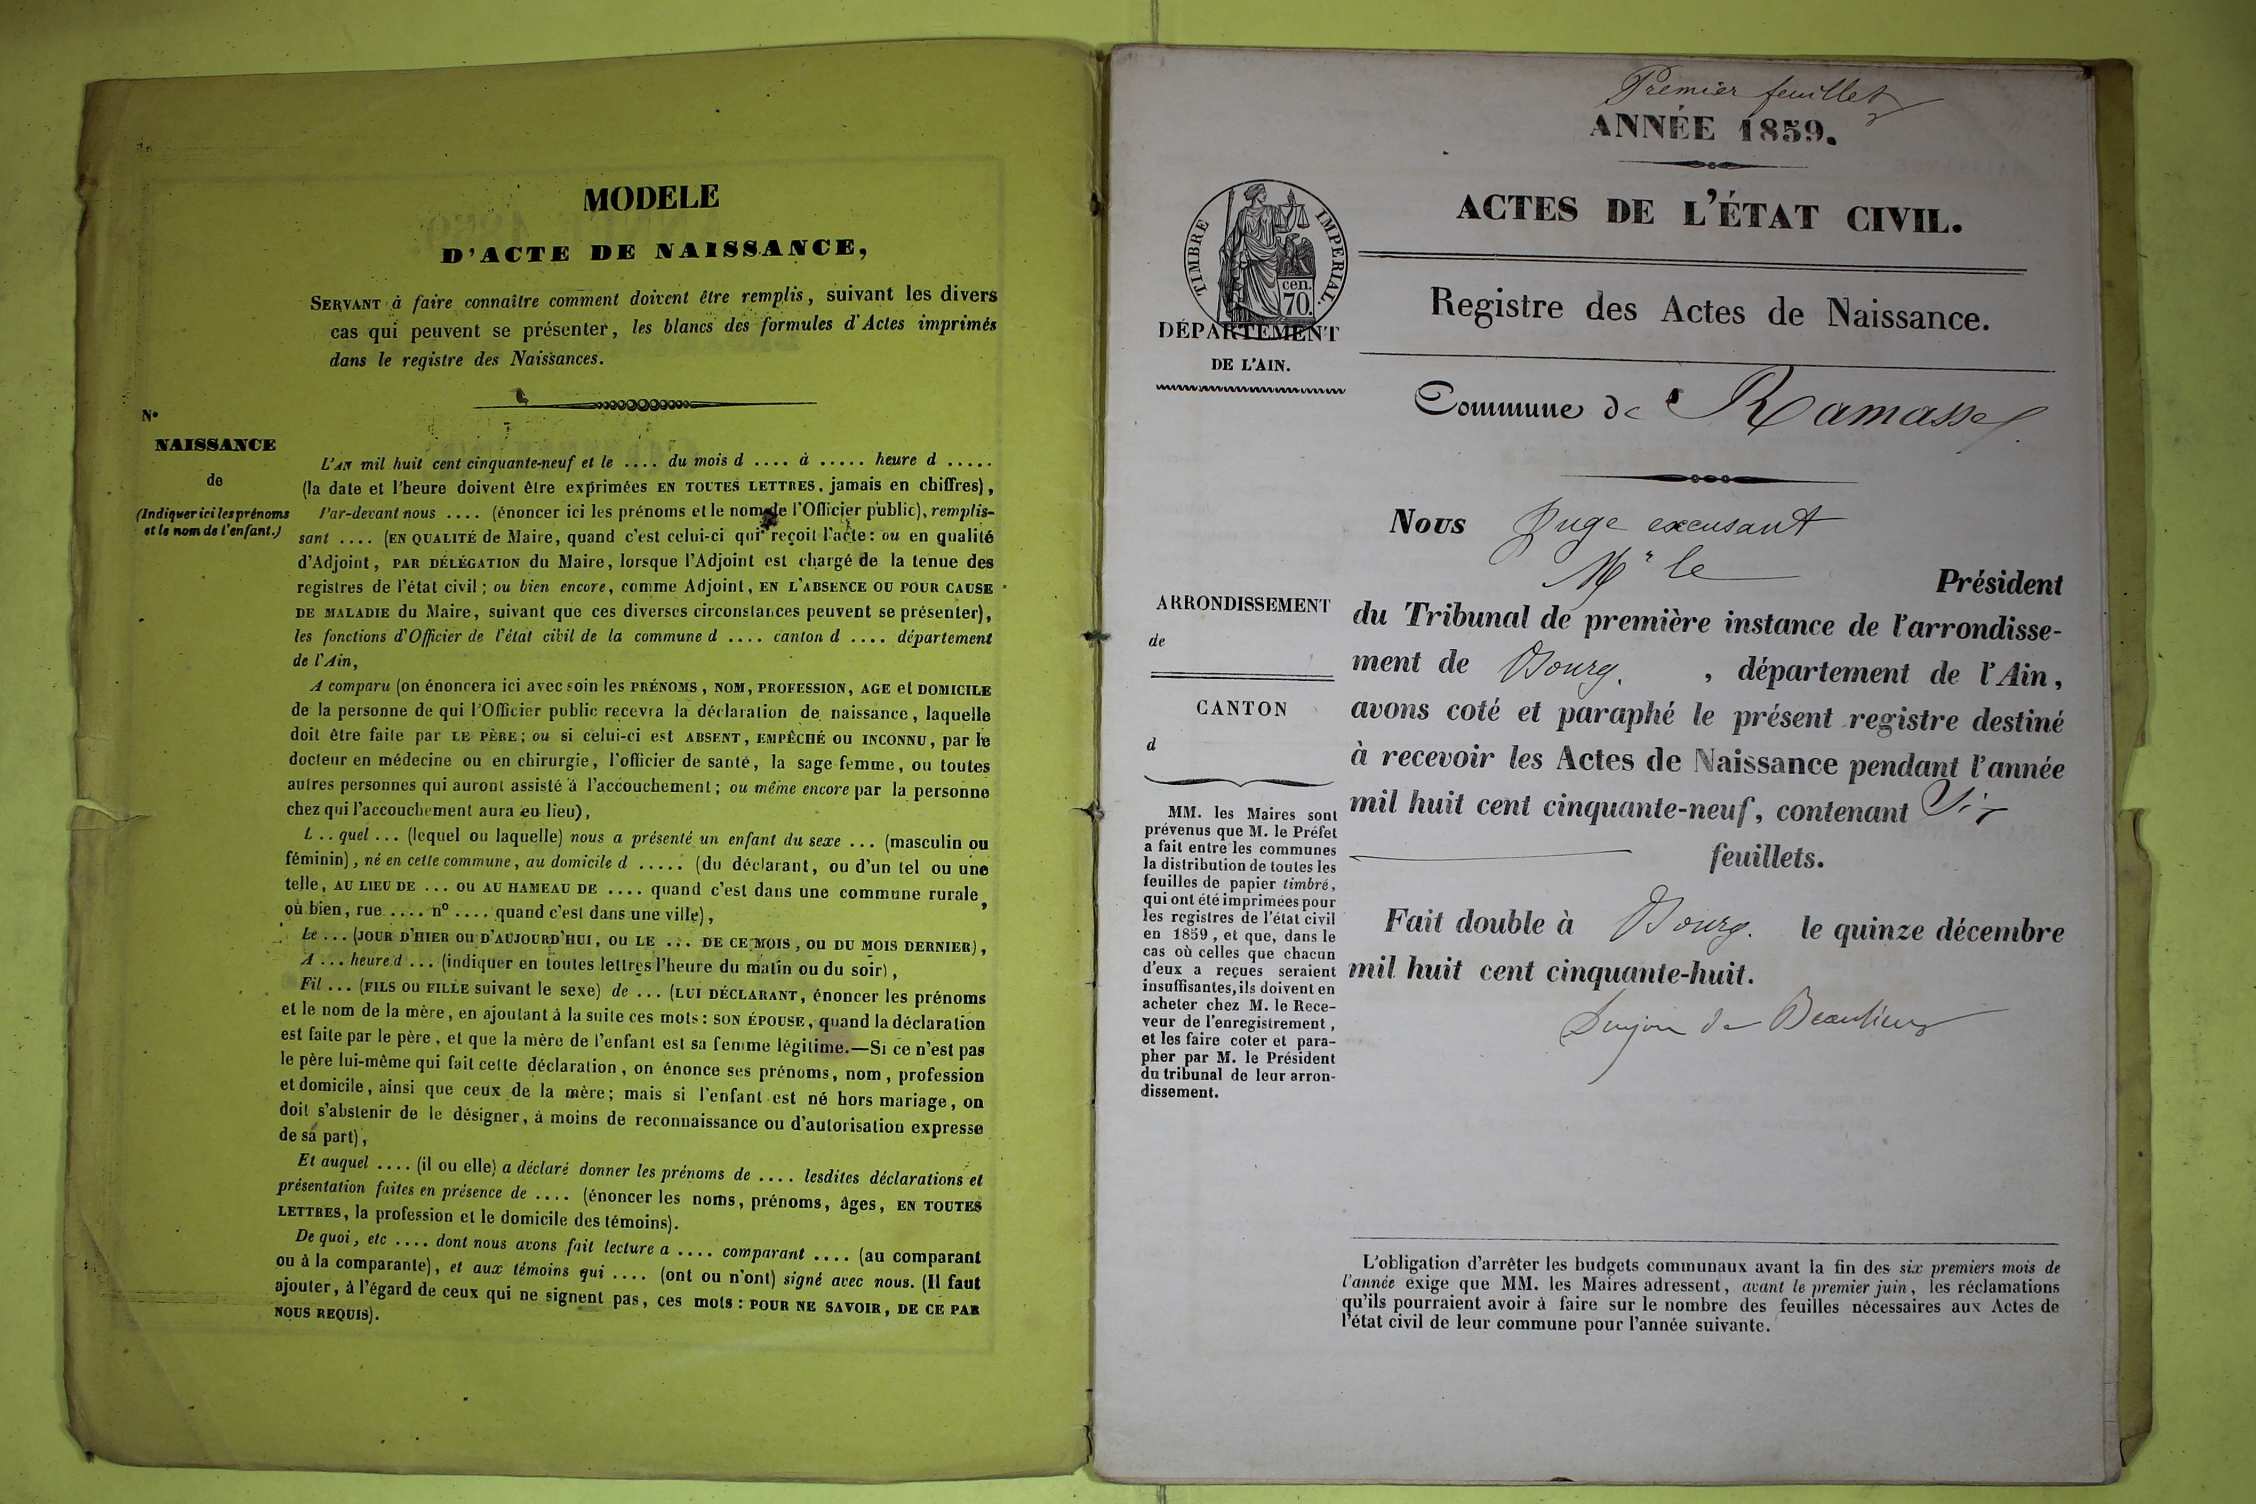 MODELE
D'ACTE DE NAISSANCE,
SERVANT à faire connaître comment doivent être remplis, suivant les divers
cas qui peuvent se présenter, les blancs des formules d'Actes imprimés
dans le registre des Naissances.
N°
NAISSANCE
de
(Indiquer ici les prénoms
et le nom de l'enfant.)
L'AN mil huit cent cinquante-neuf et le .... du mois d .... à ..... heure d .....
(la date et l'heure doivent être exprimées EN TOUTES LETTRES, jamais en chiffres),
Par-devant nous .... (énoncer ici les prénoms et le nom de l'Officier public), remplis-
sant .... (EN QUALITÉ de Maire, quand c'est celui-ci qui reçoit l'acte: ou en qualité
d'Adjoint, PAR DÉLÉGATION du Maire, lorsque l'Adjoint est chargé de la tenue des
registres de l'état civil; ou bien encore, comme Adjoint, EN L'ABSENCE OU POUR CAUSE
DE MALADIE du Maire, suivant que ces diverses circonstances peuvent se présenter),
les fonctions d'Officier de l'état cibil de la commune d .... canton d .... département
de l'Ain,
A comparu (on énoncera ici avec soin les PRÉNOMS, NOM, PROFESSION, AGE et DOMICILE
de la personne de qui l'Officier public recevra la déclaration de naissance, laquelle
doit être faite par LE PÈRE; ou si celui-ci est ABSENT, EMPÊCHÉ OU INCONNU, par le
docteur en médecine ou en chirurgie, l'officier de santé, la sage femme, ou toutes
autres personnes qui auront assisté à l'accouchement; ou même encore par la personne
chez qui l'accouchement aura eu lieu),
L .. quel ... (lequel ou laquelle) nous a présenté un enfant du sexe ... (masculin ou
féminin), né en cette commune, au domicile d ..... (du déclarant, ou d'un tel ou une
telle, AU LIEU DE ... OU AU HAMEAU DE .... quand c'est dans une commune rurale,
où bien, rue .... n° .... quand c'est dans une ville),
Le ... (JOUR D'HIER OU D'AUJOURD'HUI, OU LE ... DE CE MOIS, OU DU MOIS DERNIER),
A ... heure d ... (indiquer en toutes lettres l'heure du matin ou du soir),
Fil ... (FILS OU FILLE suivant le sexe) de ... (LUI DÉCLARANT, énoncer les prénoms
et le nom de la mère, en ajoutant à la suite ces mots: SON ÉPOUSE, quand la déclaration
est faite par le père, et que la mère de l'enfant est sa femme légitime.—Si ce n'est pas
le père lui-même qui fait cette déclaration, on énonce ses prénoms, nom, profession
et domicile, ainsi que ceux de la mère; mais si l'enfant est né hors mariage, on
doit s'abstenir de le désigner, à moins de reconnaissance ou d'autorisation expresse
de sa part),
Et auquel .... (il ou elle) a déclaré donner les prénoms de .... lesdites déclarations et
présentation faites en présence de .... (énoncer les noms, prénoms, âges, EN TOUTES
LETTRES, la profession et le domicile des témoins).
De quoi, etc .... dont nous avons fait lecture a .... comparant .... (au comparant
ou à la comparante), et aux témoins qui .... (ont ou n'ont) signé avec nous. (Il faut
ajouter, à l'égard de ceux qui ne signent pas, ces mots: POUR NE SAVOIR, DE CE PAR
NOUS REQUIS).
Premier feuillet
ANNÉE 1859.
ACTES DE L'ÉTAT CIVIL.
TIMBRE IMPERIAL.
cen.
70.
DÉPARTEMENT
DE L'AIN.
Registre des Actes de Naissance.
Commune de Ramasse
Nous Juge excusant
Mr le
Président
du Tribunal de première instance de l'arrondisse-
ment de Bourg. , département de l'Ain,
avons coté et paraphé le présent registre destiné
à recevoir les Actes de Naissance pendant l'année
mil huit cent cinquante-neuf, contenant Six
feuillets.
Fait double à Bourg. le quinze décembre
mil huit cent cinquante-huit.
de Beaulieu
ARRONDISSEMENT
de
CANTON
d
MM. les Maires sont
prévenus que M. le Préfet
a fait entre les communes
la distribution de toutes les
feuilles de papier timbré,
qui ont été imprimées pour
les registres de l'état civil
en 1859, et que, dans le
cas où celles que chacun
d'eux a reçues seraient
insuffisantes, ils doivent en
acheter chez M. le Rece-
veur de l'enregistrement,
et les faire coter et para-
pher par M. le Président
du tribunal de leur arron-
dissement.
L'obligation d'arrêter les budgets communaux avant la fin des six premiers mois de
l'année exige que MM. les Maires adressent, avant le premier juin, les réclamations
qu'ils pourraient avoir à faire sur le nombre des feuilles nécessaires aux Actes de
l'état civil de leur commune pour l'année suivante.